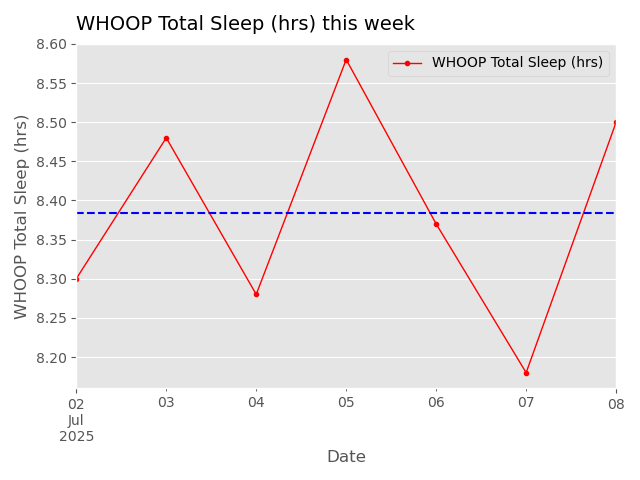 WHOOP Total Sleep (hrs) this week
WHOOP Total Sleep (hrs)
WHOOP Total Sleep (hrs)
8.60
8.55
8.50
8.45
8.40
8.35
8.30
8.25
8.20
02 03 04 05 06 07 08
Jul
2025
Date